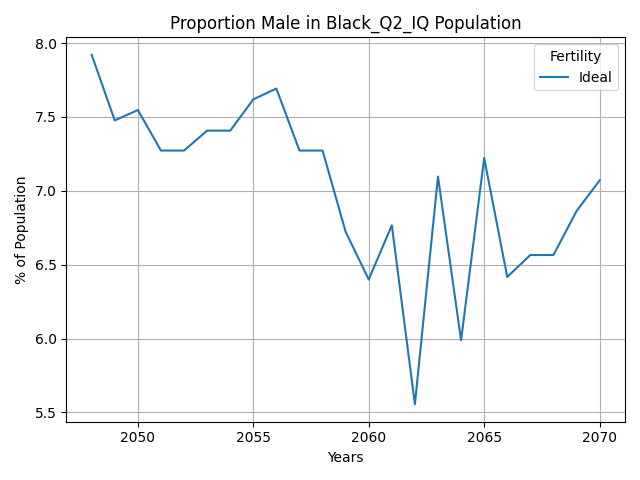 Proportion Male in Black_Q2_IQ Population
Fertility
Ideal
% of Population
8.0
7.5
7.0
6.5
6.0
5.5
2050
2055
2060
2065
2070
Years